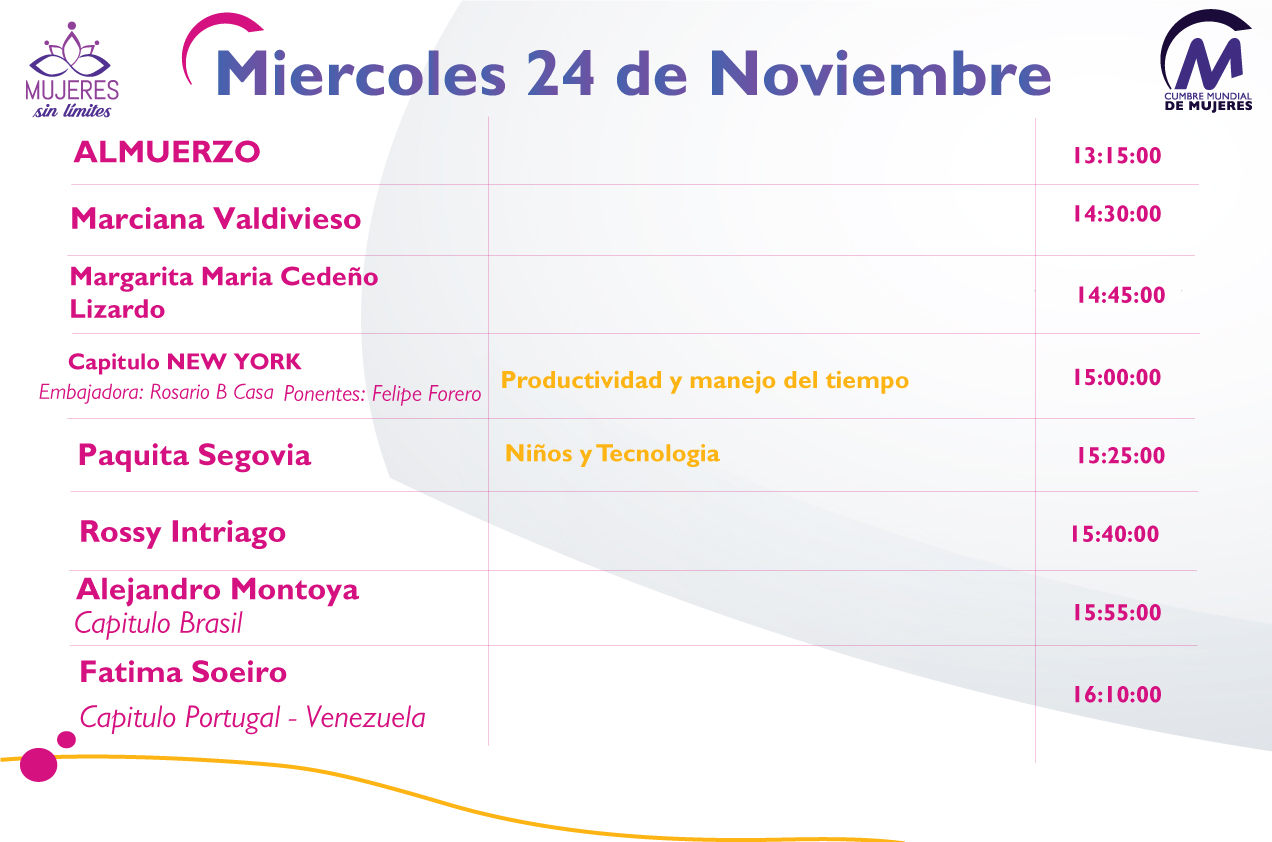 MUJERES
sin límites
Miercoles 24 de Noviembre
CUMBRE MUNDIAL
DE MUJERES
ALMUERZO
13:15:00
Marciana Valdivieso
14:30:00
Margarita Maria Cedeño
Lizardo
14:45:00
Capitulo NEW YORK
Embajadora: Rosario B Casa Ponentes: Felipe Forero
Productividad y manejo del tiempo
15:00:00
Paquita Segovia
Niños y Tecnologia
15:25:00
Rossy Intriago
15:40:00
Alejandro Montoya
Capitulo Brasil
15:55:00
Fatima Soeiro
Capitulo Portugal - Venezuela
16:10:00